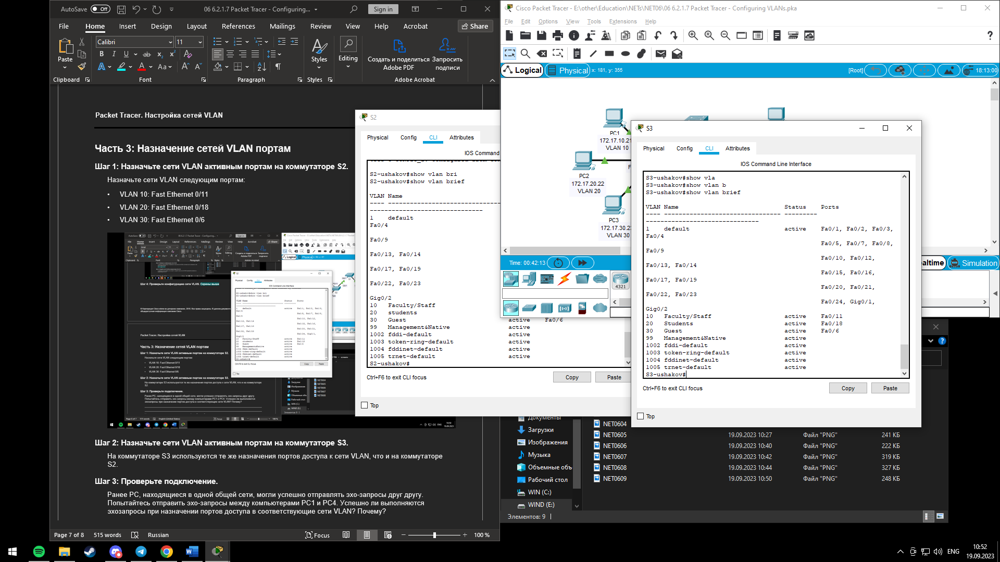 AutoSave Off
06 6.2.1.7 Packet Tracer - Configuring...
Sign in
File Home Insert Design Layout References Mailings Review View Help Acrobat Share
Paste
Clipboard
Calibri 11
Font
Paragraph
Styles
Styles
Editing
Создать и поделиться Adobe PDF
Запросить подписи
Adobe Acrobat
Packet Tracer. Настройка сетей VLAN
Часть 3: Назначение сетей VLAN портам
Шаг 1: Назначьте сети VLAN активным портам на коммутаторе S2.
Назначьте сети VLAN следующим портам:
• VLAN 10: Fast Ethernet 0/11
• VLAN 20: Fast Ethernet 0/18
• VLAN 30: Fast Ethernet 0/6
Шаг 2: Назначьте сети VLAN активным портам на коммутаторе S3.
На коммутаторе S3 используются те же назначения портов доступа к сети VLAN, что и на коммутаторе
S2.
Шаг 3: Проверьте подключение.
Ранее PC, находящиеся в одной общей сети, могли успешно отправлять эхо-запросы друг другу.
Попытайтесь отправить эхо-запросы между компьютерами PC1 и PC4. Успешно ли выполняются
эхозапросы при назначении портов доступа в соответствующие сети VLAN? Почему?
Page 7 of 8 515 words Russian Focus 100 %
S2
Physical Config CLI Attributes
IOS Command
S2-ushakov#show vlan bri
S2-ushakov#show vlan brief
VLAN Name
---- --------------------------------
-------------------------------
1 default
Fa0/4
Fa0/9
Fa0/13, Fa0/14
Fa0/17, Fa0/19
Fa0/22, Fa0/23
Gig0/2
10 Faculty/Staff
20 students
30 Guest active Fa0/6
99 Management&Native active
1002 fddi-default active
1003 token-ring-default active
1004 fddinet-default active
1005 trnet-default active
S2-ushakov#
Ctrl+F6 to exit CLI focus
Copy Paste
Top
Cisco Packet Tracer - E:\other\Education\NETs\NET06\06 6.2.1.7 Packet Tracer - Configuring VLANs.pka
File Edit Options View Tools Extensions Help
Logical Physical x: 181, y: 355 [Root] 18:13:00
PC1
172.17.10.21
VLAN 10
PC2
172.17.20.22
VLAN 20
PC3
172.17.30.23
VLAN 30
Time: 00:42:13
ealtime Simulation
4321
S3
Physical Config CLI Attributes
IOS Command Line Interface
S3-ushakov#show vla
S3-ushakov#show vlan b
S3-ushakov#show vlan brief
VLAN Name Status Ports
---- -------------------------------- ---------
-------------------------------
1 default active Fa0/1, Fa0/2, Fa0/3,
Fa0/4
Fa0/5, Fa0/7, Fa0/8,
Fa0/9
Fa0/10, Fa0/12,
Fa0/13, Fa0/14
Fa0/15, Fa0/16,
Fa0/17, Fa0/19
Fa0/20, Fa0/21,
Fa0/22, Fa0/23
Fa0/24, Gig0/1,
Gig0/2
10 Faculty/Staff active Fa0/11
20 Students active Fa0/18
30 Guest active Fa0/6
99 Management&Native active
1002 fddi-default active
1003 token-ring-default active
1004 fddinet-default active
1005 trnet-default active
S3-ushakov#
Ctrl+F6 to exit CLI focus
Copy Paste
Top
Документы
Загрузки
Изображения
Музыка
Объемные объ
Рабочий стол
WIN (C:)
WIND (E:)
NET0604
NET0605 19.09.2023 10:27 Файл "PNG" 241 КБ
NET0606 19.09.2023 10:40 Файл "PNG" 222 КБ
NET0607 19.09.2023 10:42 Файл "PNG" 319 КБ
NET0608 19.09.2023 10:44 Файл "PNG" 327 КБ
NET0609 19.09.2023 10:50 Файл "PNG" 248 КБ
Элементов: 9
ENG
10:52
19.09.2023